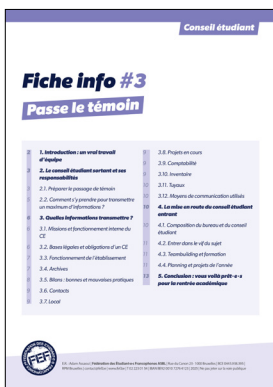 Conseil étudiant
Fiche info #3
Passe le témoin
1. Introduction : un vrai travail
d'équipe
2. Le conseil étudiant sortant et ses
responsabilités
2.1. Préparer le passage de témoin
2.2. Comment s'y prendre pour transmettre
un maximum d'informations ?
3. Quelles informations transmettre ?
3.1. Missions et fonctionnement interne du
CE
3.2. Bases légales et obligations d'un CE
3.3. Fonctionnement de l'établissement
3.4. Archives
3.5. Bilans : bonnes et mauvaises pratiques
3.6. Contacts
3.7. Local
3.8. Projets en cours
3.9. Comptabilité
3.10. Inventaire
3.11. Tuyaux
3.12. Moyens de communication utilisés
4. La mise en route du conseil étudiant
entrant
4.1. Composition du bureau et du conseil
étudiant
4.2. Entrer dans le vif du sujet
4.3. Teambuilding et formation
4.4. Planning et projets de l'année
5. Conclusion : vous voilà prêt-e-s
pour la rentrée académique
FEF